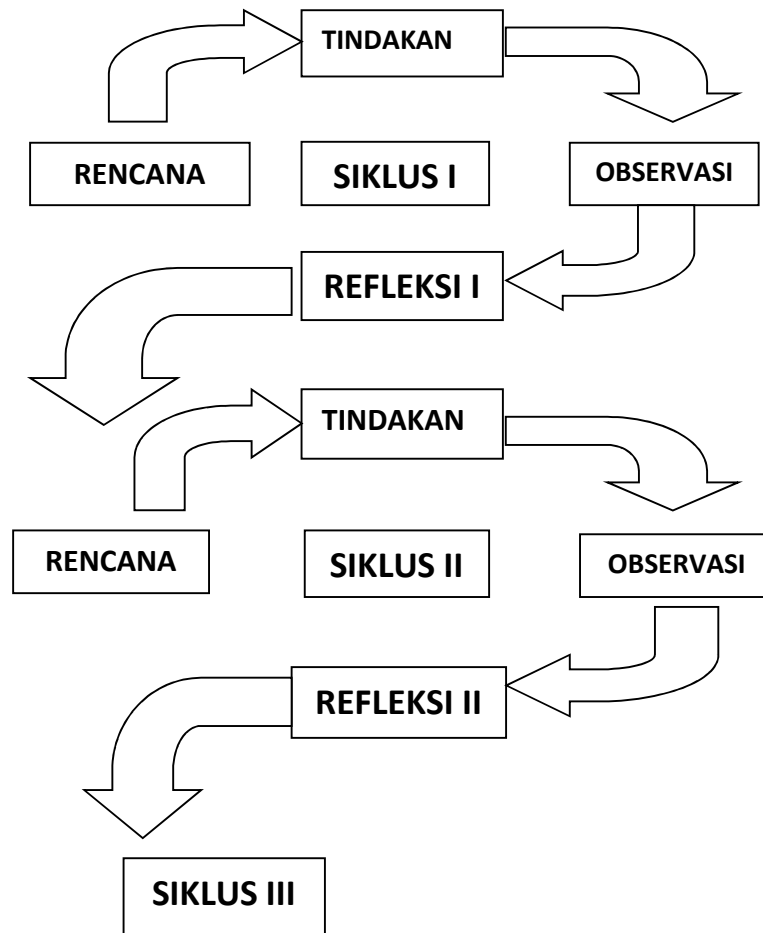 TINDAKAN
RENCANA
SIKLUS I
OBSERVASI
REFLEKSI I
TINDAKAN
RENCANA
SIKLUS II
OBSERVASI
REFLEKSI II
SIKLUS III